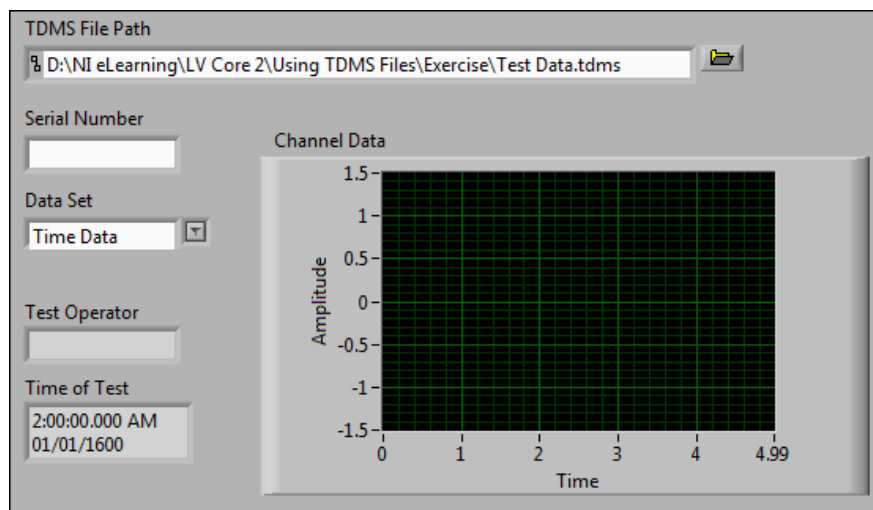 TDMS File Path
D:\NI eLearning\LV Core 2\Using TDMS Files\Exercise\Test Data.tdms
Serial Number
Data Set
Time Data
Test Operator
Time of Test
2:00:00.000 AM
01/01/1600
Channel Data
Amplitude
1.5
1
0.5
0
-0.5
-1
-1.5
0 1 2 3 4 4.99
Time